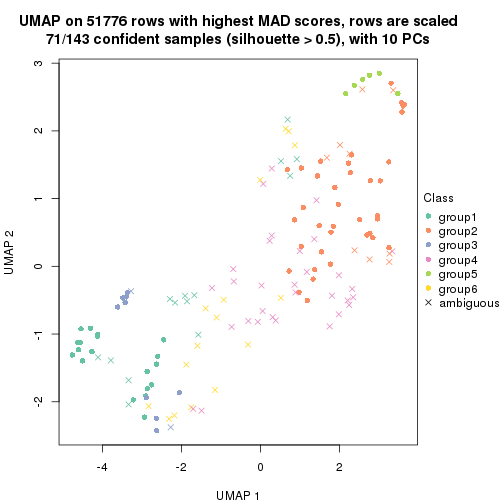 UMAP on 51776 rows with highest MAD scores, rows are scaled
71/143 confident samples (silhouette > 0.5), with 10 PCs
3
2
1
0
-1
-2
UMAP 2
-4
-2
0
2
UMAP 1
Class
group1
group2
group3
group4
group5
group6
ambiguous